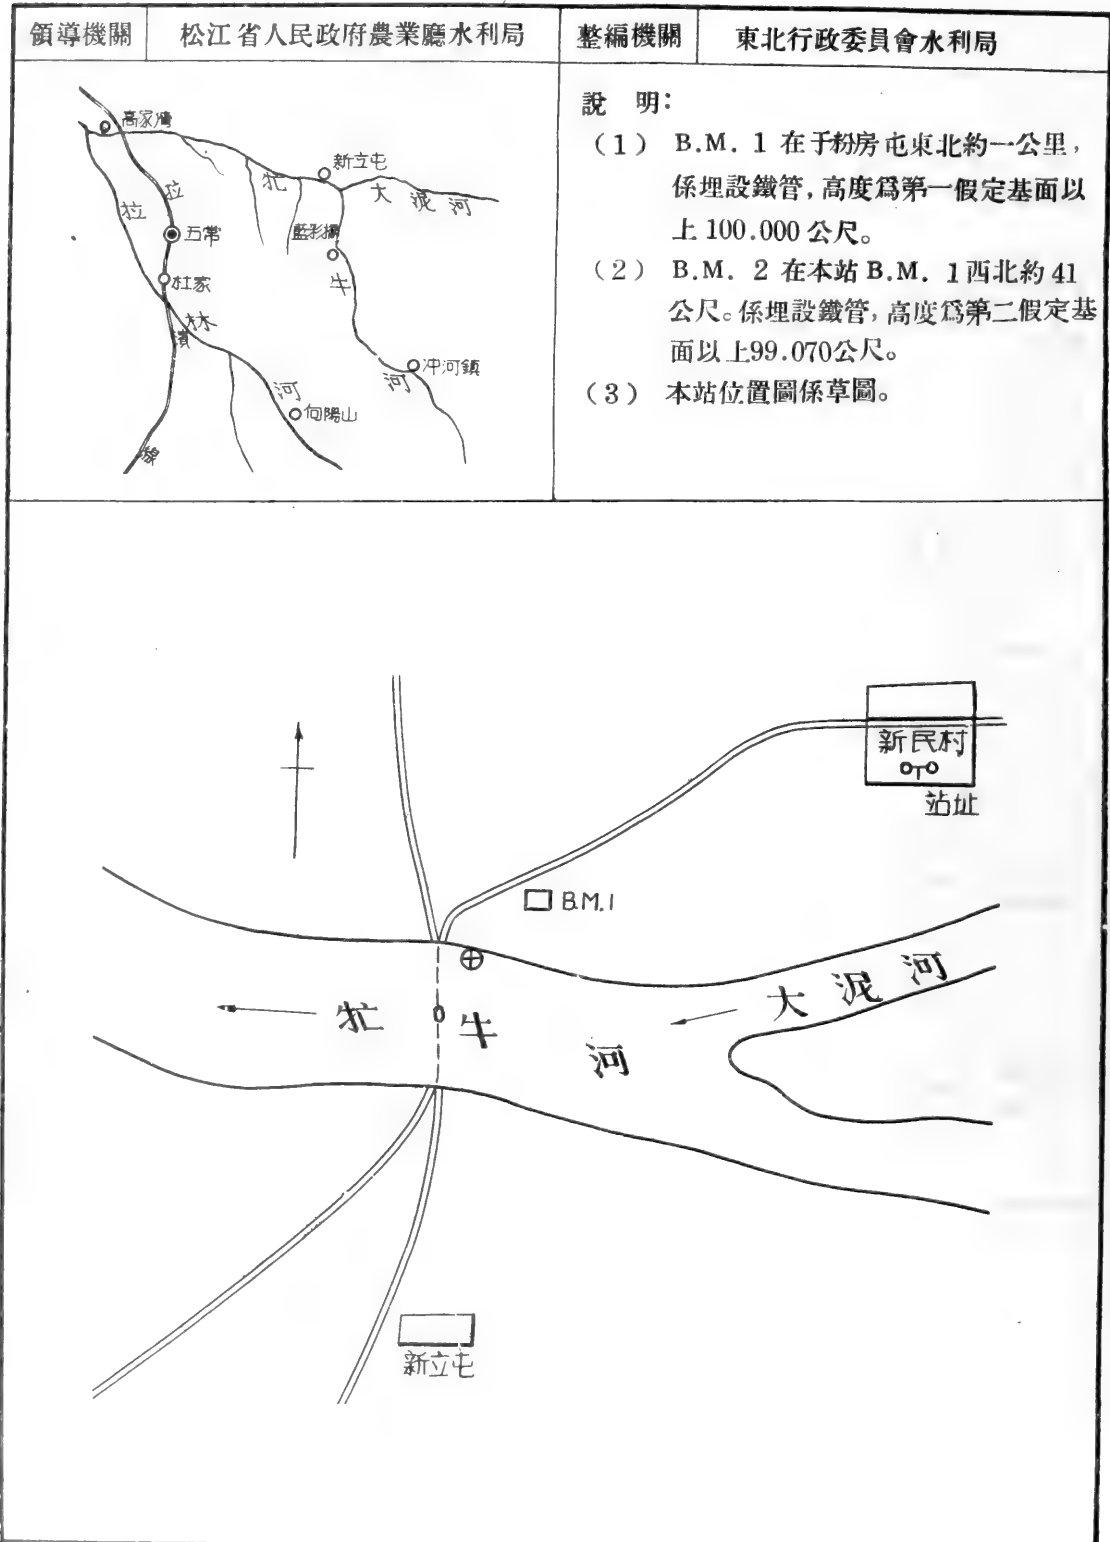 領導機關 松江省人民政府農業廳水利局 整編機關 東北行政委員會水利局
高家灣
新立屯
牤
大泥河
拉
拉
五常
藍彩橋
牛
杜家
林
濱
河
沖河鎮
河
向陽山
線
說 明：
（1） B.M. 1 在于粉房屯東北約一公里，
係埋設鐵管，高度爲第一假定基面以
上 100.000 公尺。
（2） B.M. 2 在本站 B.M. 1 西北約 41
公尺。係埋設鐵管，高度爲第二假定基
面以上99.070公尺。
（3） 本站位置圖係草圖。
新民村
站址
B.M.1
大泥河
牤牛河
新立屯